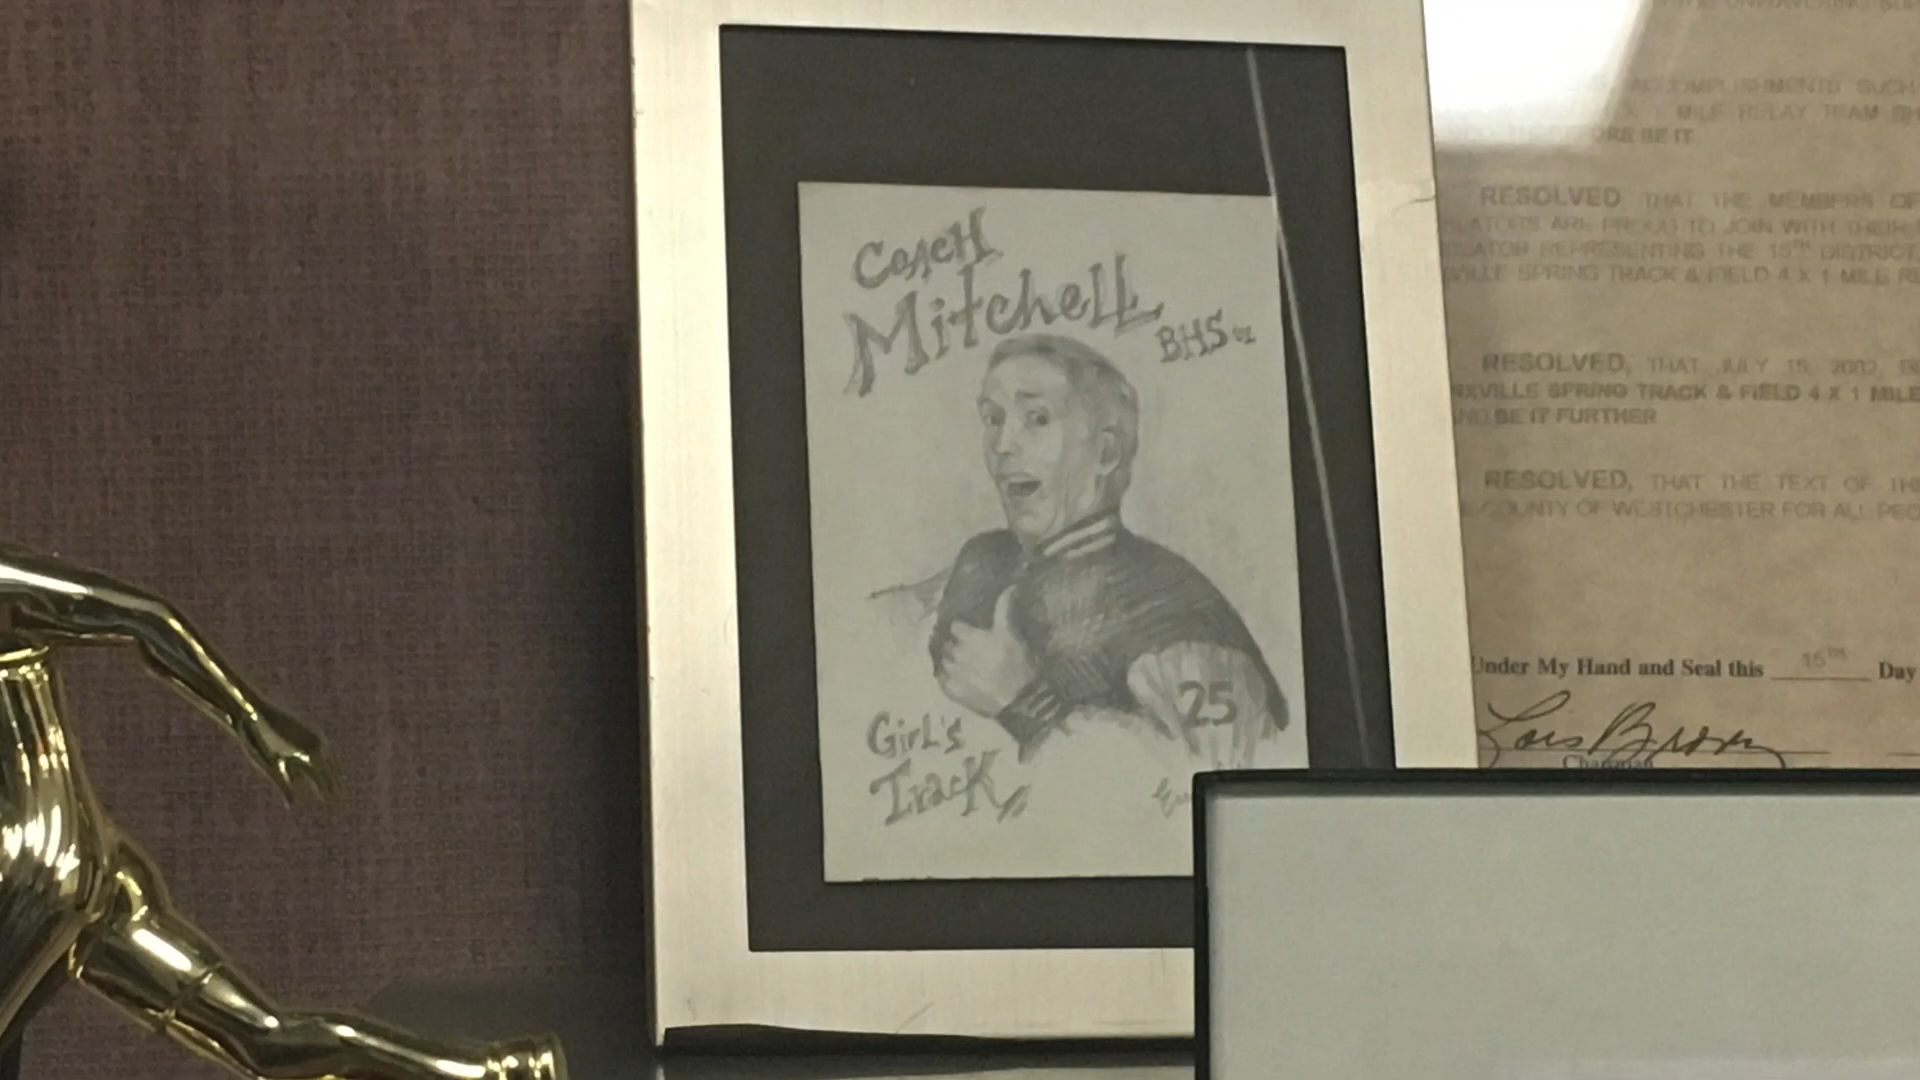 Coach
Mitchell
BHS
25
Girl's
Track
ACCOMPLISHMENTS SUCH
X 1 MILE RELAY TEAM
BE IT
RESOLVED THAT THE MEMBERS OF
ARE PROUD TO JOIN WITH THEIR
REPRESENTING THE 15TH DISTRICT,
SPRING TRACK & FIELD 4 X 1 MILE
RESOLVED, THAT JULY 15, 2002,
SPRING TRACK & FIELD 4 X 1 MILE
BE IT FURTHER
RESOLVED, THAT THE TEXT OF
COUNTY OF WESTCHESTER FOR ALL
Under My Hand and Seal this 15TH Day
Lois Bronz
Chairman